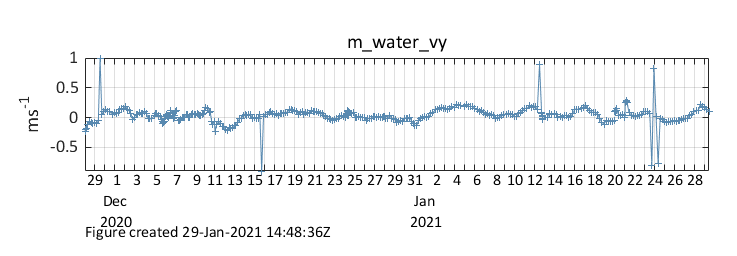 m_water_vy
1
0.5
0
-0.5
ms-1
29 1 3 5 7 9 11 13 15 17 19 21 23 25 27 29 31 2 4 6 8 10 12 14 16 18 20 22 24 26 28
Dec Jan
2020 2021
Figure created 29-Jan-2021 14:48:36Z